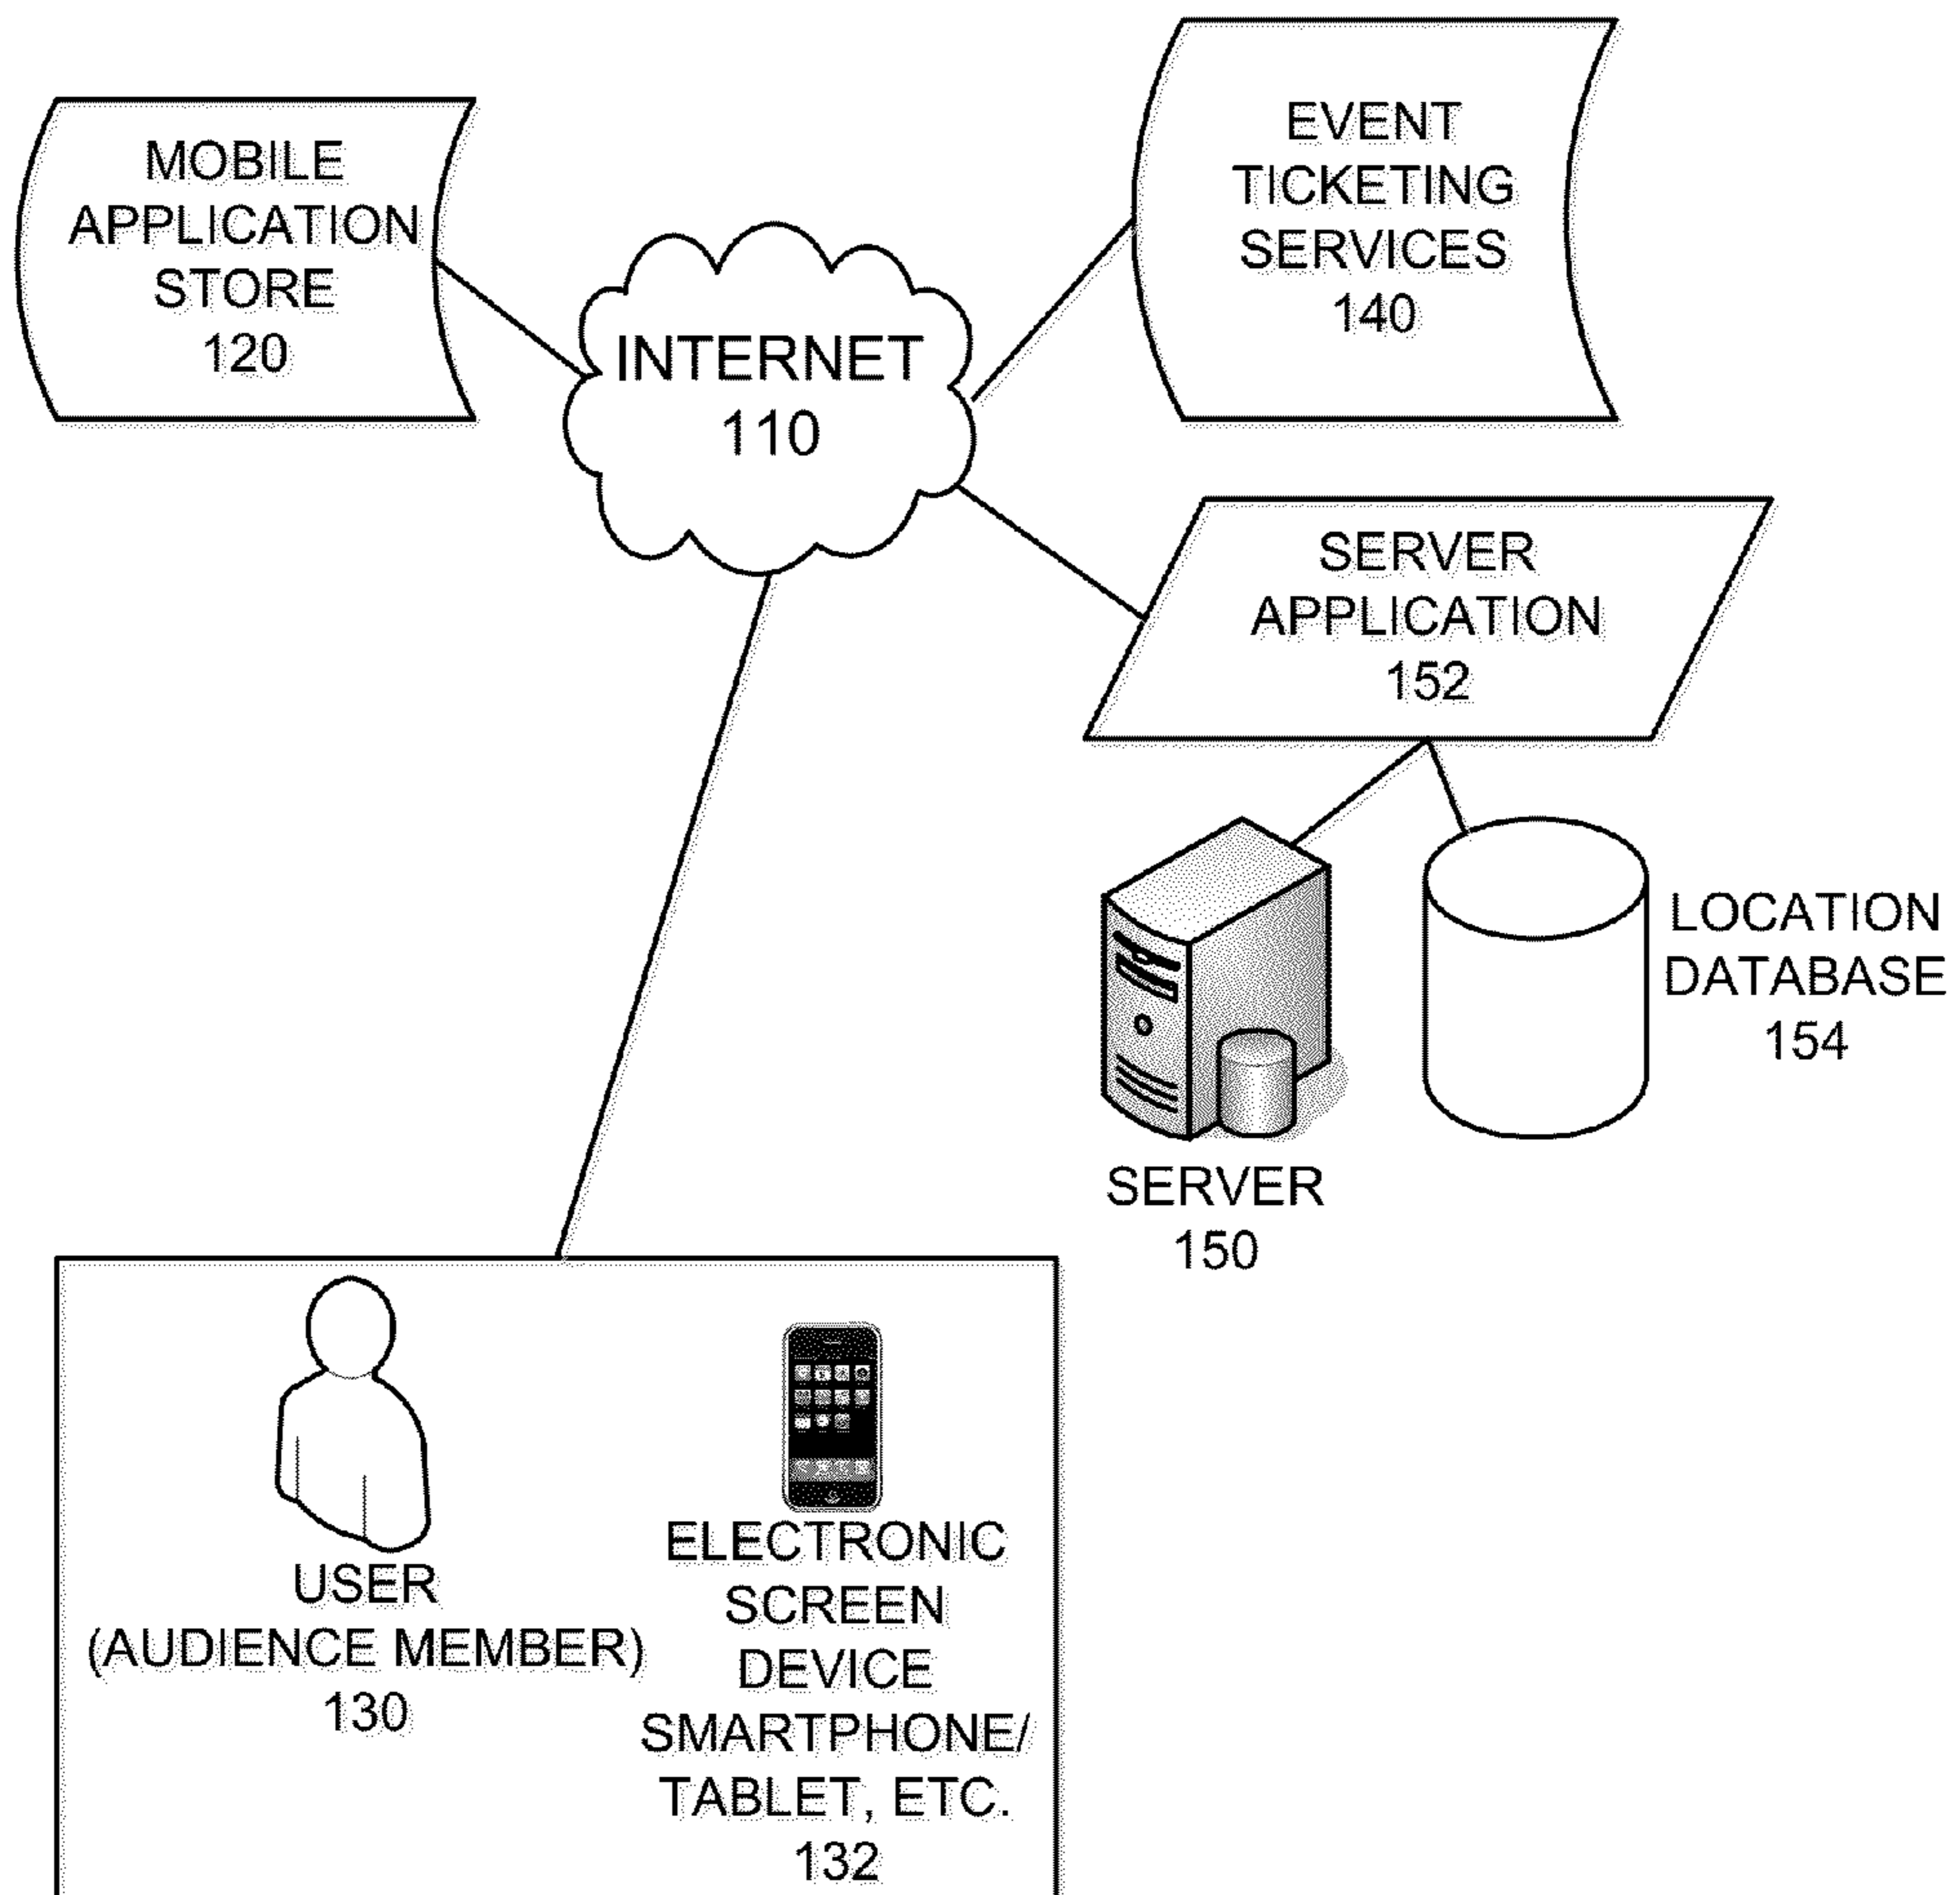 MOBILE
APPLICATION
STORE
120
EVENT
TICKETING
SERVICES
140
INTERNET
110
SERVER
APPLICATION
152
LOCATION
DATABASE
154
SERVER
150
USER
(AUDIENCE MEMBER)
130
ELECTRONIC
SCREEN
DEVICE
SMARTPHONE/
TABLET, ETC.
132